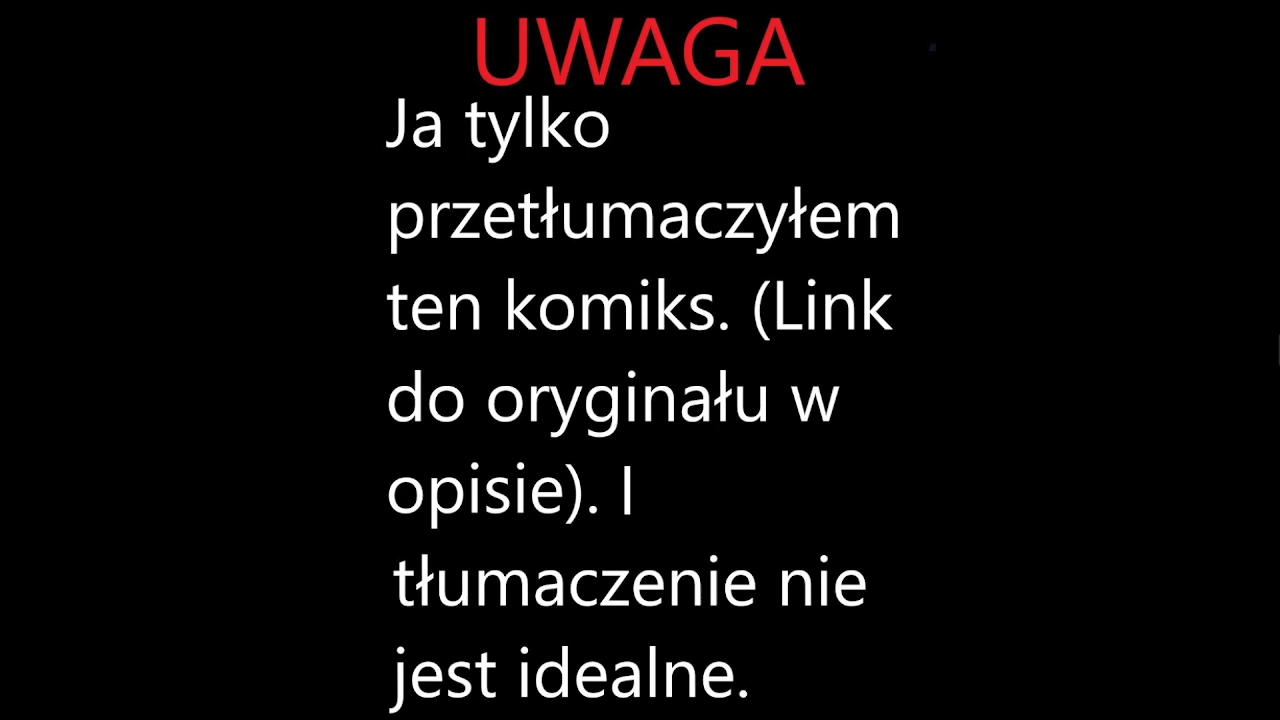 UWAGA
Ja tylko
przetłumaczyłem
ten komiks. (Link
do oryginału w
opisie). I
tłumaczenie nie
jest idealne.